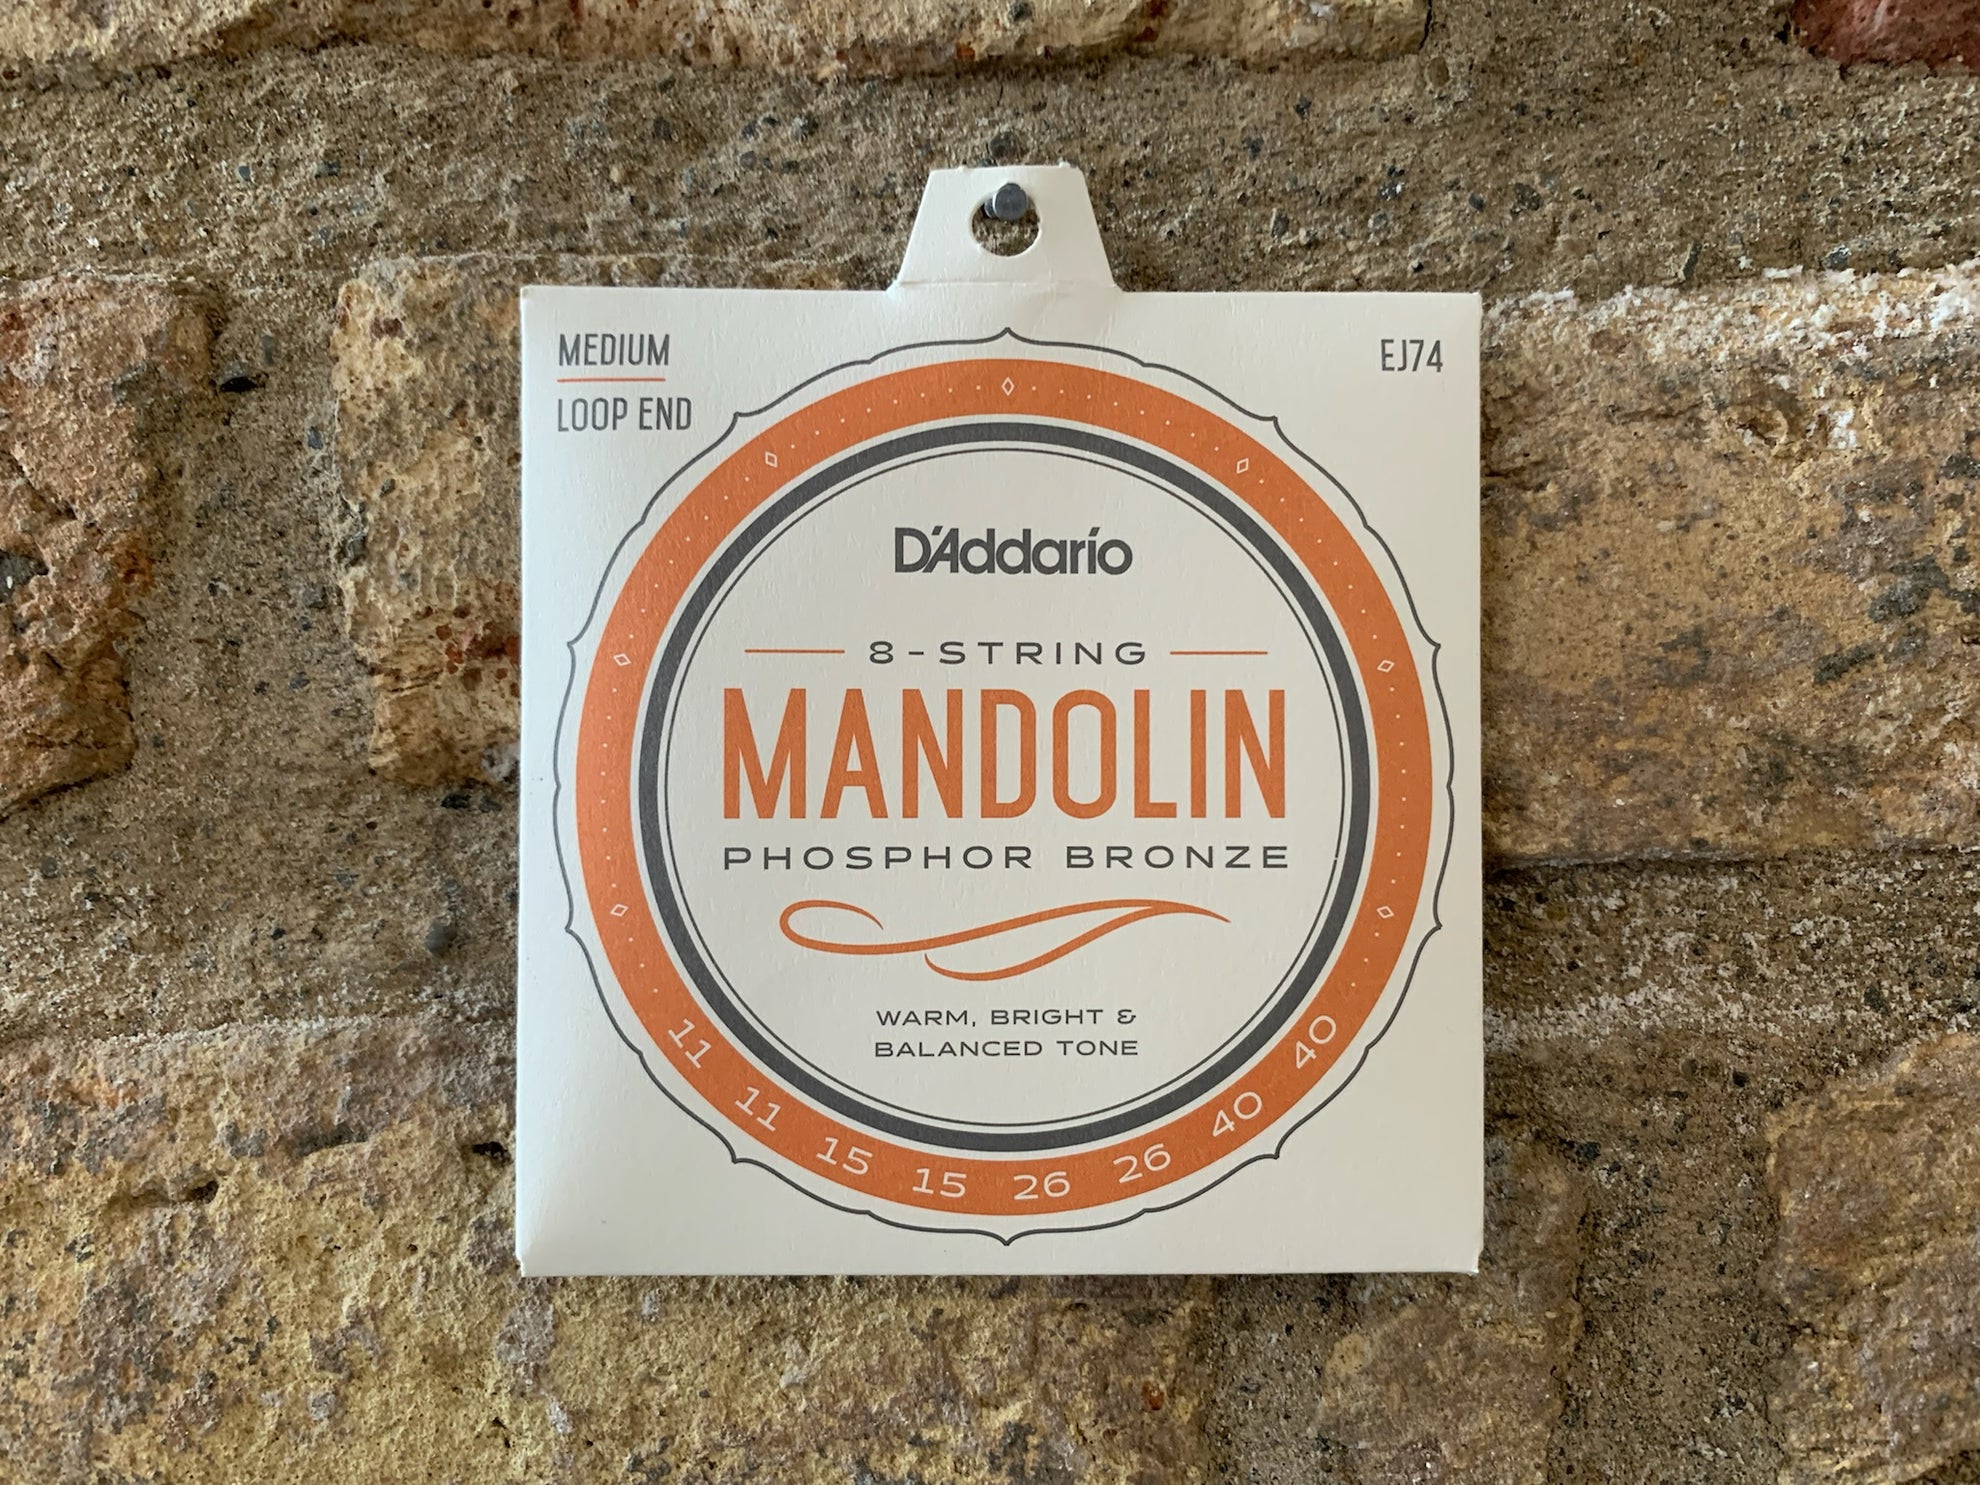 MEDIUM
LOOP END
EJ74
D'Addario
8-STRING
MANDOLIN
PHOSPHOR BRONZE
WARM, BRIGHT &
BALANCED TONE
11 11 15 15 26 26 40 40